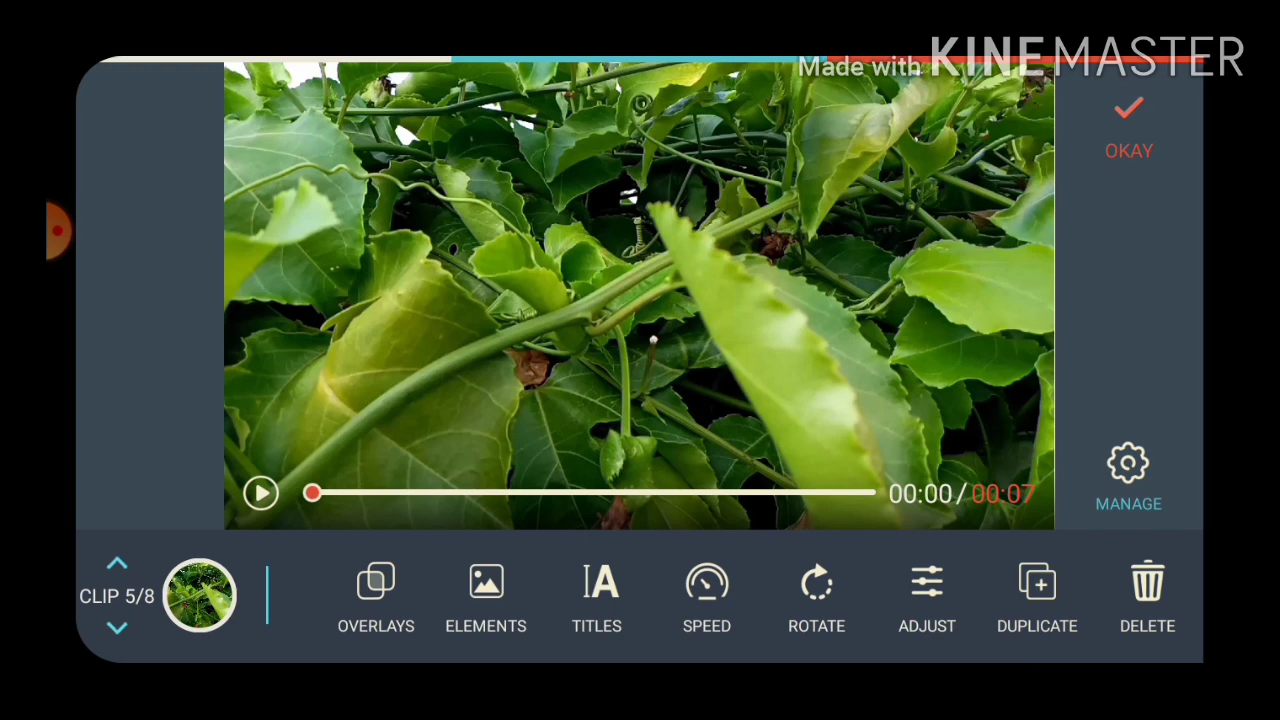 Made with KINEMASTER
OKAY
00:00/00:07
MANAGE
CLIP 5/8
OVERLAYS
ELEMENTS
TITLES
SPEED
ROTATE
ADJUST
DUPLICATE
DELETE